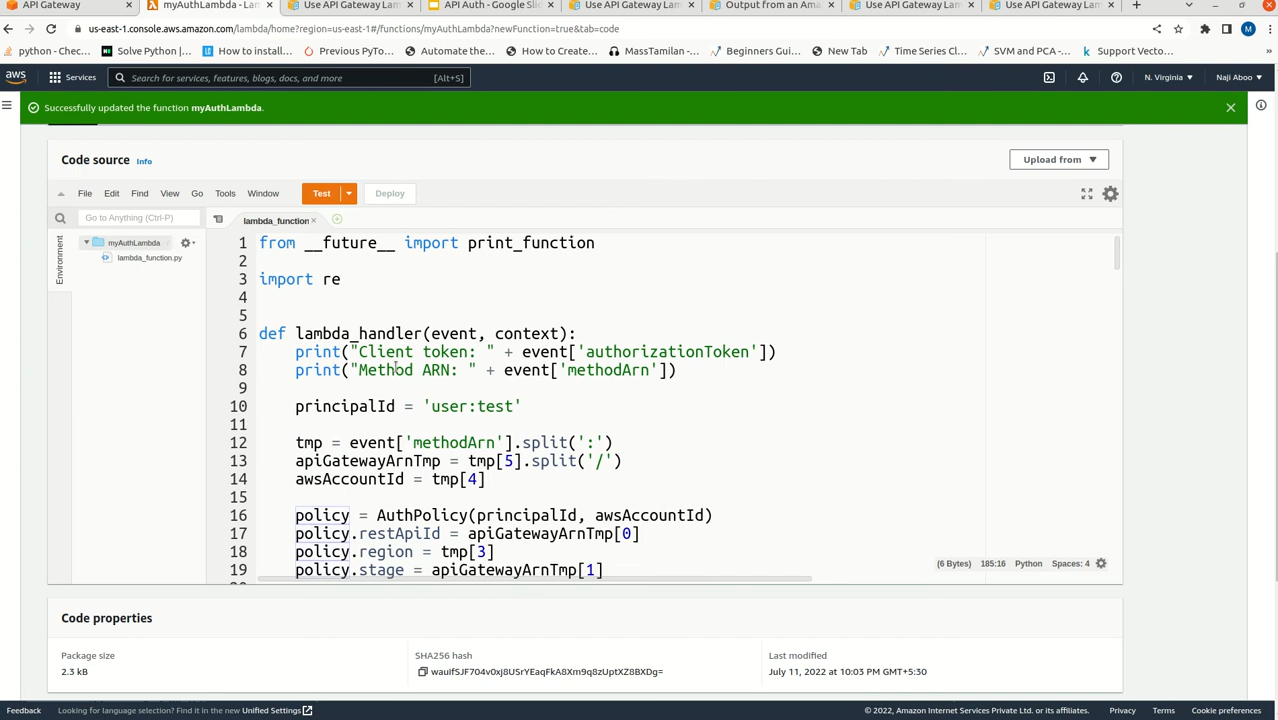 API Gateway
myAuthLambda - Lan
Use API Gateway Lam
API Auth - Google Slid
Use API Gateway Lam
Output from an Ama
Use API Gateway Lam
Use API Gateway Lam
us-east-1.console.aws.amazon.com/lambda/home?region=us-east-1#/functions/myAuthLambda?newFunction=true&tab=code
python - Chec...
Solve Python |...
How to install...
Previous PyTo...
Automate the...
How to Create...
MassTamilan
Beginners Guid...
New Tab
Time Series Cl...
SVM and PCA -...
Support Vecto...
»
aws
Services
Search for services, features, blogs, docs, and more
[Alt+S]
N. Virginia
Naji Aboo
Successfully updated the function myAuthLambda.
Code source Info
Upload from
File Edit Find View Go Tools Window Test Deploy
Go to Anything (Ctrl-P)
lambda_function
Environment
myAuthLambda
lambda_function.py
1 from __future__ import print_function
2
3 import re
4
5
6 def lambda_handler(event, context):
7 print("Client token: " + event['authorizationToken'])
8 print("Method ARN: " + event['methodArn'])
9
10 principalId = 'user:test'
11
12 tmp = event['methodArn'].split(':')
13 apiGatewayArnTmp = tmp[5].split('/')
14 awsAccountId = tmp[4]
15
16 policy = AuthPolicy(principalId, awsAccountId)
17 policy.restApiId = apiGatewayArnTmp[0]
18 policy.region = tmp[3]
19 policy.stage = apiGatewayArnTmp[1]
(6 Bytes) 185:16 Python Spaces: 4
Code properties
Package size
SHA256 hash
Last modified
2.3 kB
wauifSJF704v0xJ8USrYEaqFkA8Xm9q8zUptXZ8BXDg=
July 11, 2022 at 10:03 PM GMT+5:30
Feedback
Looking for language selection? Find it in the new Unified Settings
© 2022, Amazon Internet Services Private Ltd. or its affiliates.
Privacy
Terms
Cookie preferences